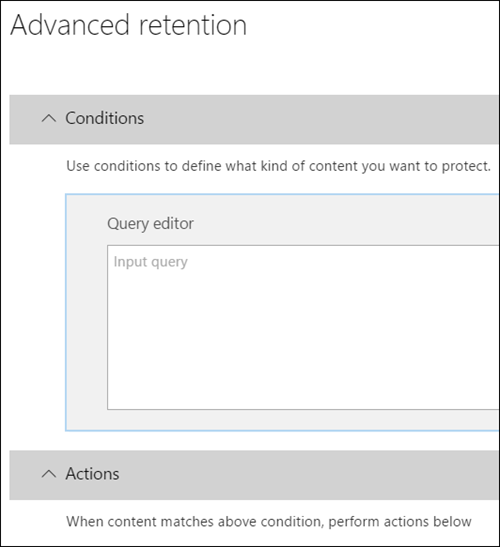 Advanced retention
Conditions
Use conditions to define what kind of content you want to protect.
Query editor
Input query
Actions
When content matches above condition, perform actions below